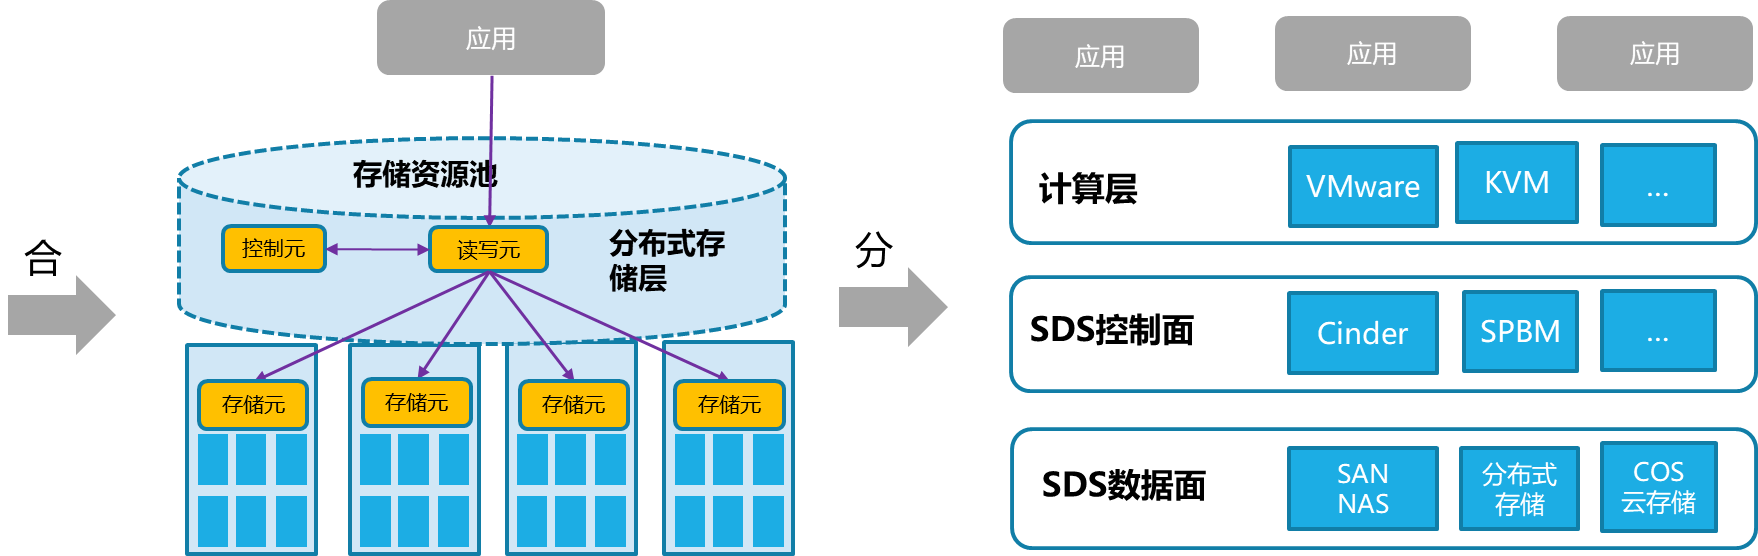 合
应用
存储资源池
控制元
读写元
分布式存
储层
存储元
存储元
存储元
存储元
分
应用
应用
应用
计算层
VMware
KVM
...
SDS控制面
Cinder
SPBM
...
SDS数据面
SAN
NAS
分布式
存储
COS
云存储